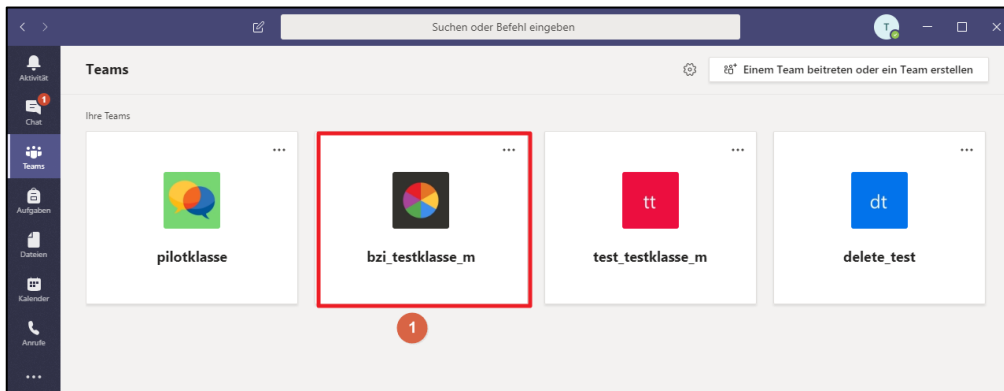 Suchen oder Befehl eingeben
T
Aktivität
1
Chat
Teams
Aufgaben
Dateien
Kalender
Anrufe
Teams
Einem Team beitreten oder ein Team erstellen
Ihre Teams
pilotklasse
bzi_testklasse_m
tt
test_testklasse_m
dt
delete_test
1